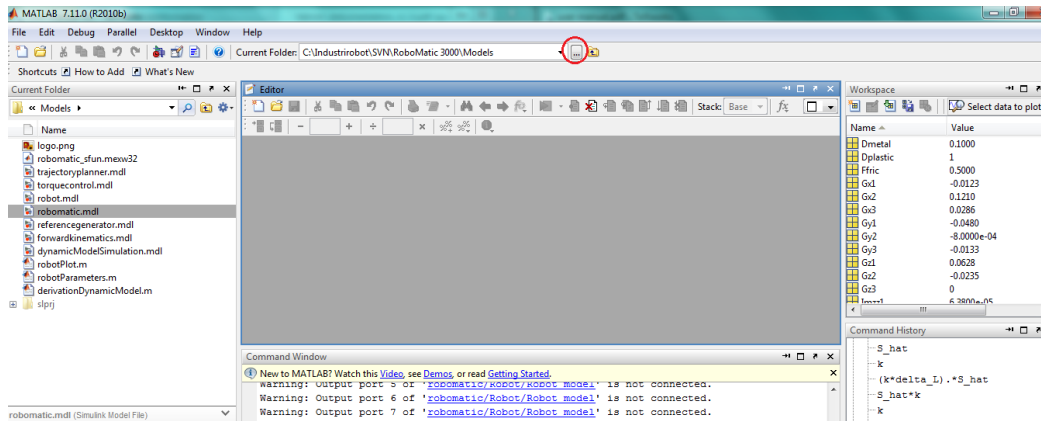 MATLAB 7.11.0 (R2010b)
File Edit Debug Parallel Desktop Window Help
Current Folder: C:\Industrirobot\SVN\RoboMatic 3000\Models ...
Shortcuts How to Add What's New
Current Folder
« Models
Name
logo.png
robomatic_sfun.mexw32
trajectoryplanner.mdl
torquecontrol.mdl
robot.mdl
robomatic.mdl
referencegenerator.mdl
forwardkinematics.mdl
dynamicModelSimulation.mdl
robotPlot.m
robotParameters.m
derivationDynamicModel.m
slprj
robomatic.mdl (Simulink Model File)
Editor
Stack: Base fx
Command Window
New to MATLAB? Watch this Video, see Demos, or read Getting Started.
Warning: Output port 5 of 'robomatic/Robot/Robot model' is not connected.
Warning: Output port 6 of 'robomatic/Robot/Robot model' is not connected.
Warning: Output port 7 of 'robomatic/Robot/Robot model' is not connected.
Workspace
Select data to plot
Name Value
Dmetal 0.1000
Dplastic 1
Ffric 0.5000
Gx1 -0.0123
Gx2 0.1210
Gx3 0.0286
Gy1 -0.0480
Gy2 -8.0000e-04
Gy3 -0.0133
Gz1 0.0628
Gz2 -0.0235
Gz3 0
Imzz1 6.3800e-05
Command History
S_hat
k
(k*delta_L).*S_hat
S_hat*k
k